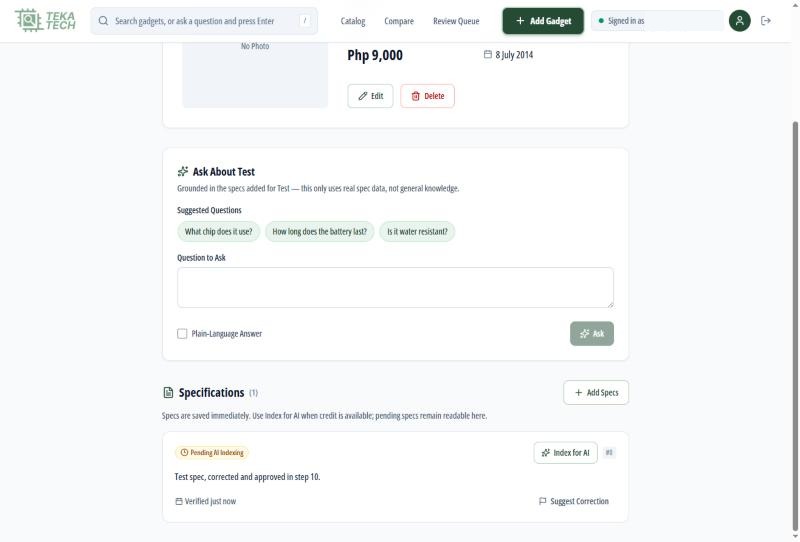 TEKA
TECH
Search gadgets, or ask a question and press Enter
/
Catalog
Compare
Review Queue
Add Gadget
Signed in as
No Photo
Php 9,000
8 July 2014
Edit
Delete
Ask About Test
Grounded in the specs added for Test — this only uses real spec data, not general knowledge.
Suggested Questions
What chip does it use?
How long does the battery last?
Is it water resistant?
Question to Ask
Plain-Language Answer
Ask
Specifications (1)
Add Specs
Specs are saved immediately. Use Index for AI when credit is available; pending specs remain readable here.
Pending AI Indexing
Index for AI
Test spec, corrected and approved in step 10.
Verified just now
Suggest Correction